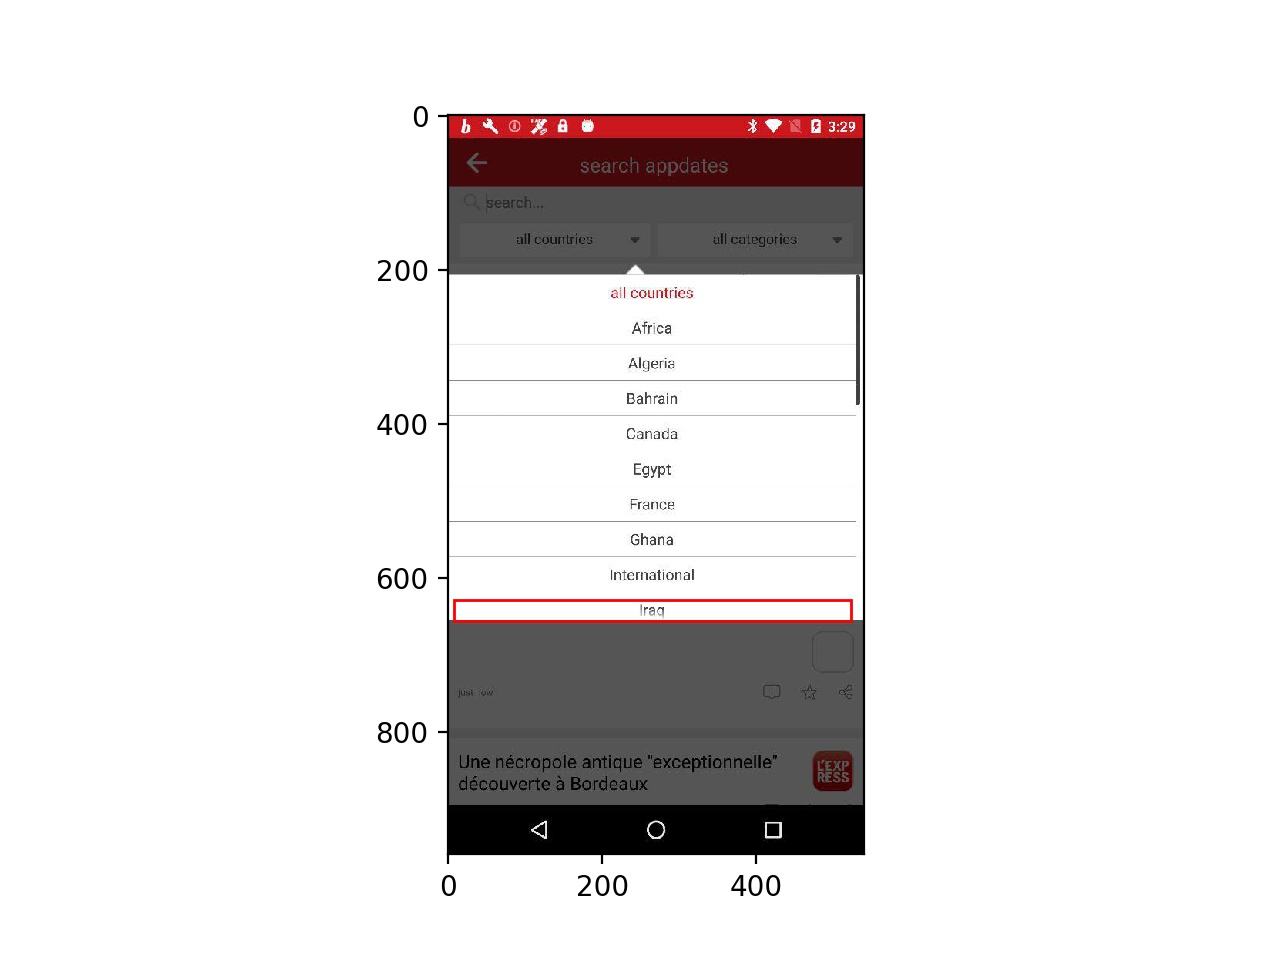 0
3:29
search appdates
search...
all countries
all categories
200
all countries
Africa
Algeria
Bahrain
400
Canada
Egypt
France
Ghana
600
International
Iraq
just now
800
Une nécropole antique "exceptionnelle"
découverte à Bordeaux
L'EXP
RESS
0
200
400